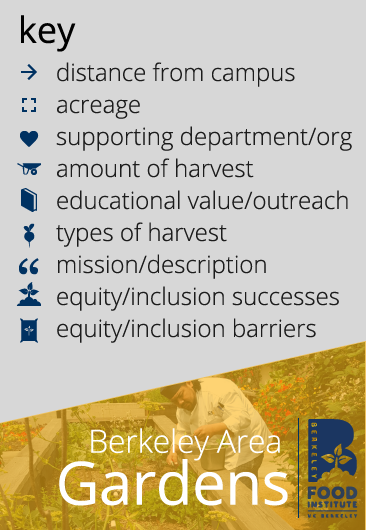 key
distance from campus
acreage
supporting department/org
amount of harvest
educational value/outreach
types of harvest
mission/description
equity/inclusion successes
equity/inclusion barriers
Berkeley Area
Gardens
BERKELEY
FOOD
INSTITUTE
UC BERKELEY